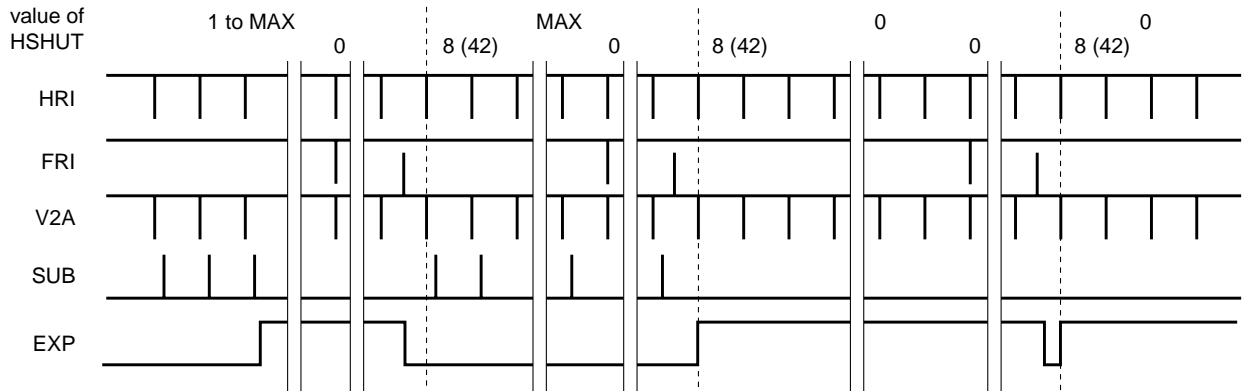 value of
HSHUT
1 to MAX MAX 0 0
0 8 (42) 0 8 (42) 0 8 (42)
HRI
FRI
V2A
SUB
EXP